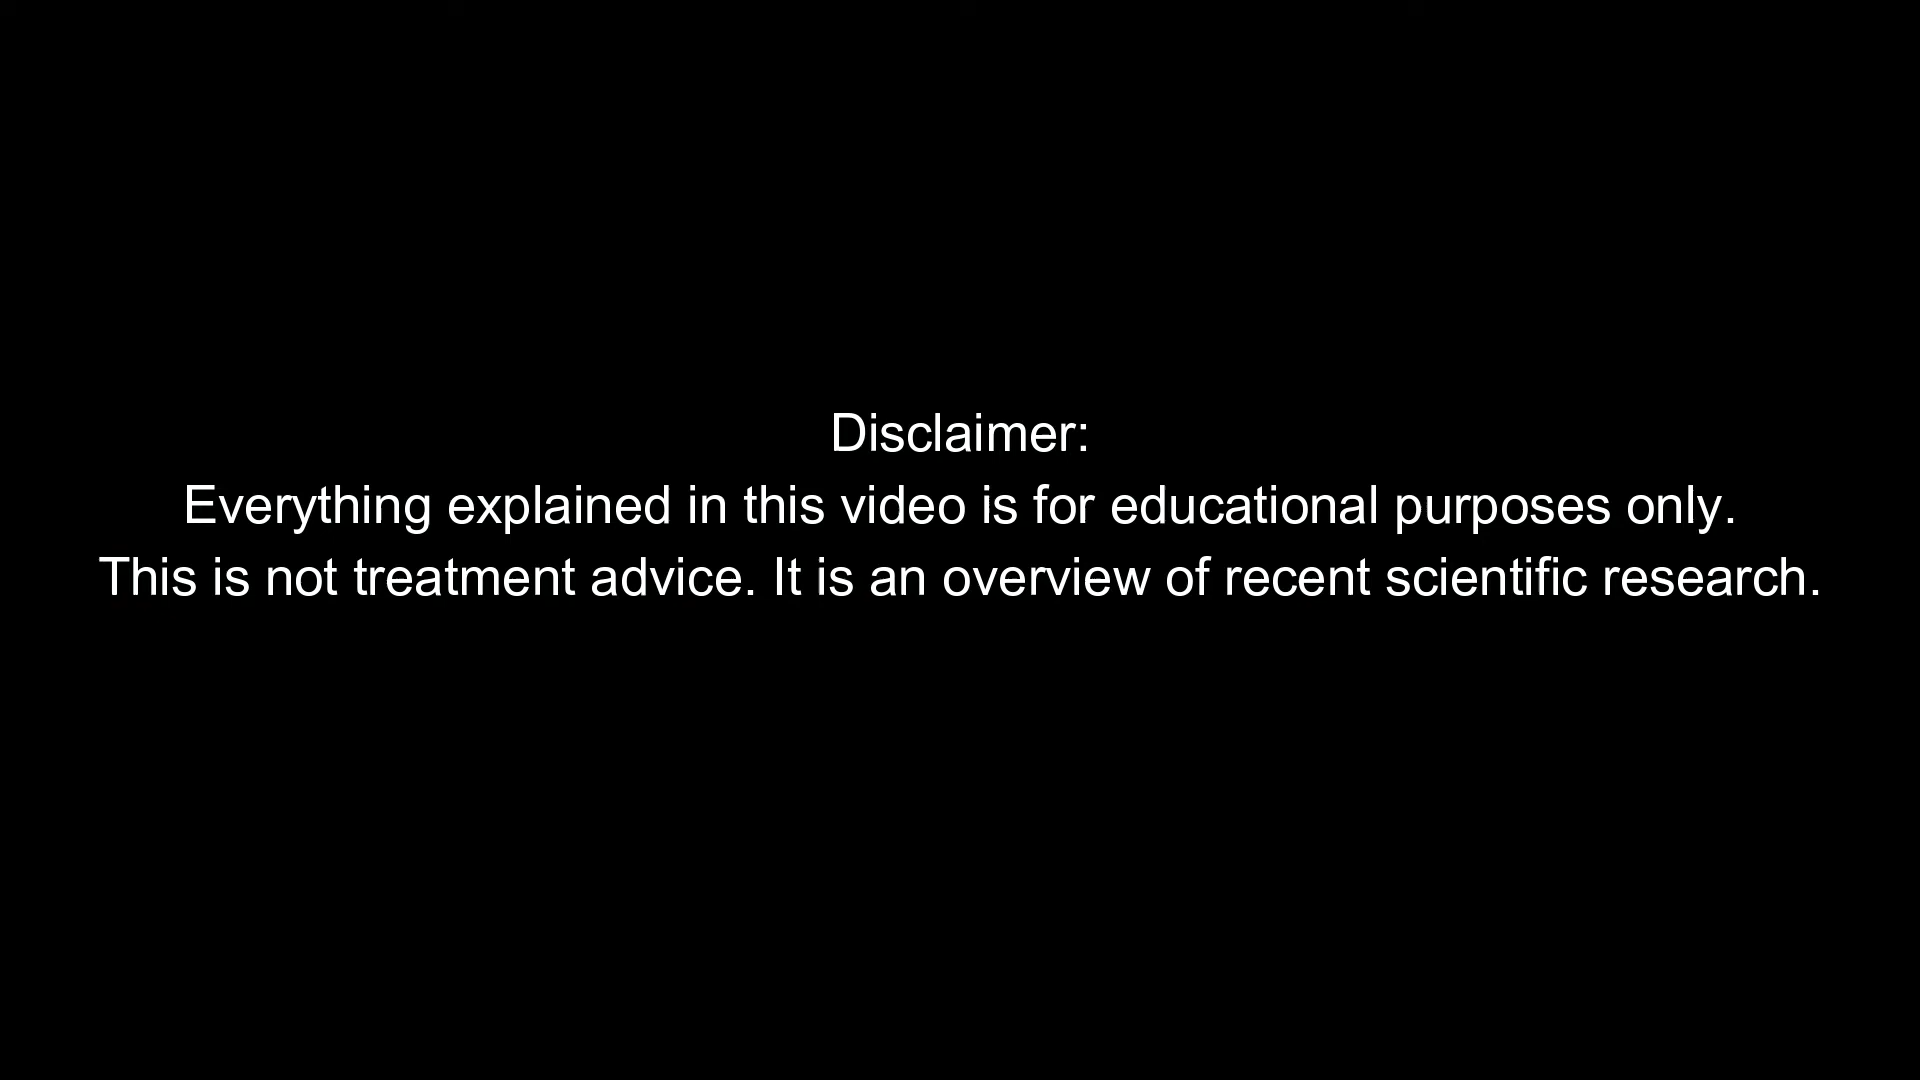 Disclaimer:
Everything explained in this video is for educational purposes only.
This is not treatment advice. It is an overview of recent scientific research.